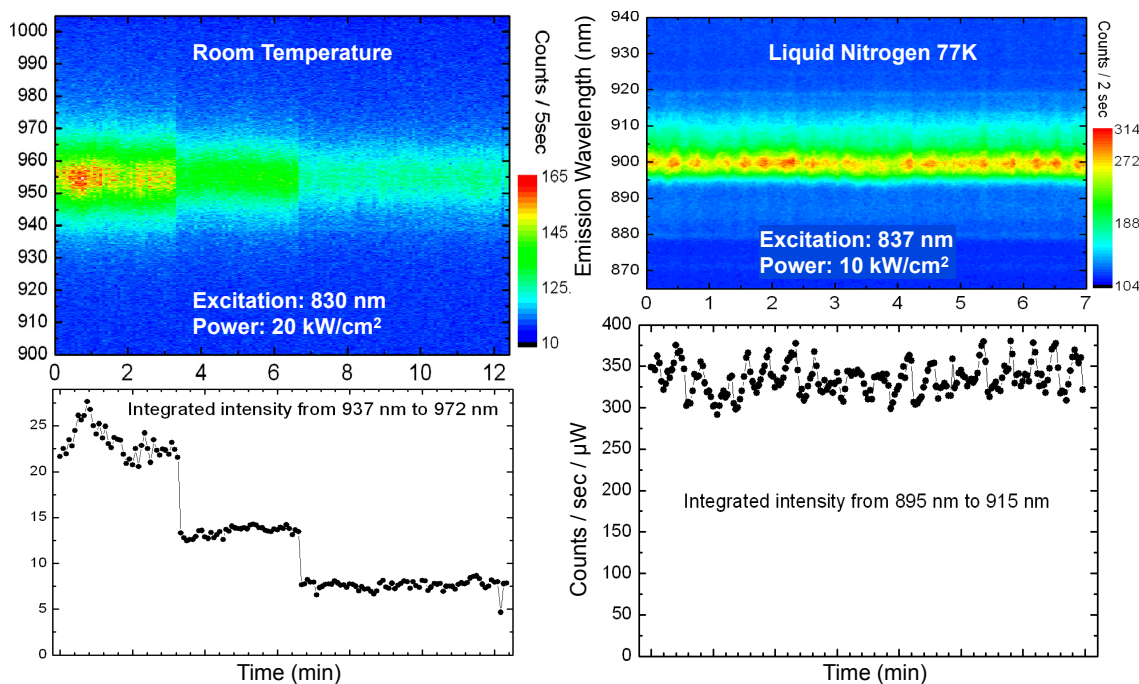 1000
990
980
970
960
950
940
930
920
910
900
Room Temperature
Excitation: 830 nm
Power: 20 kW/cm²
0 2 4 6 8 10 12
Counts / 5sec
165
145
125.
10
Emission Wavelength (nm)
940
930
920
910
900
890
880
870
Liquid Nitrogen 77K
Excitation: 837 nm
Power: 10 kW/cm²
0 1 2 3 4 5 6 7
Counts / 2 sec
314
272
188
104
25
20
15
10
5
0
Integrated intensity from 937 nm to 972 nm
Time (min)
Counts / sec / µW
400
350
300
250
200
150
100
50
0
Integrated intensity from 895 nm to 915 nm
Time (min)